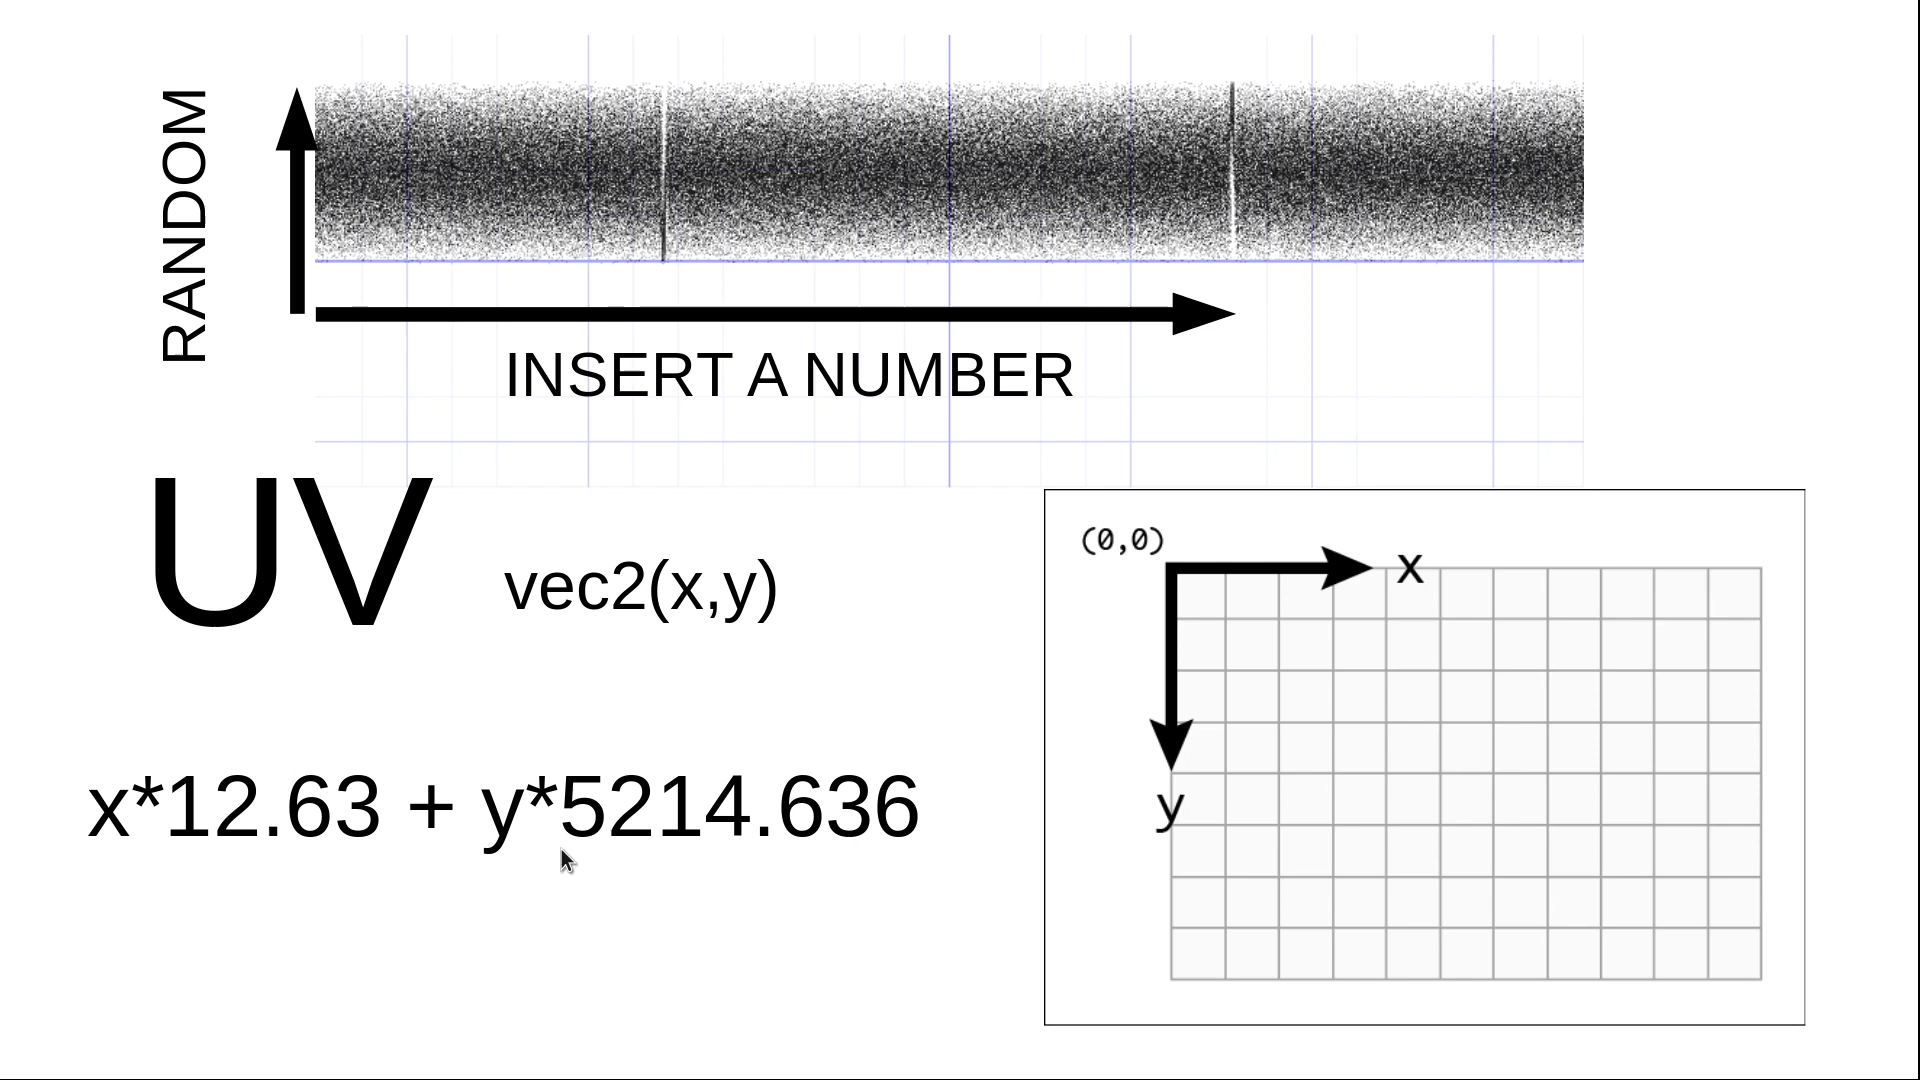 RANDOM
INSERT A NUMBER
UV
vec2(x,y)
(0,0)
x
y
x*12.63 + y*5214.636